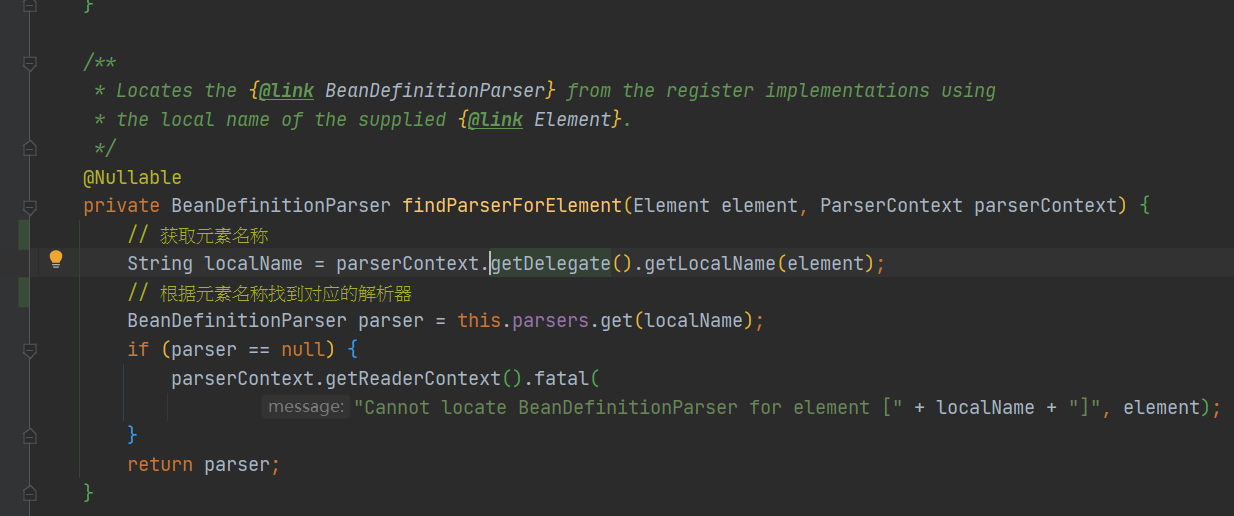 }
/**
* Locates the {@link BeanDefinitionParser} from the register implementations using
* the local name of the supplied {@link Element}.
*/
@Nullable
private BeanDefinitionParser findParserForElement(Element element, ParserContext parserContext) {
// 获取元素名称
String localName = parserContext.getDelegate().getLocalName(element);
// 根据元素名称找到对应的解析器
BeanDefinitionParser parser = this.parsers.get(localName);
if (parser == null) {
parserContext.getReaderContext().fatal(
message: "Cannot locate BeanDefinitionParser for element [" + localName + "]", element);
}
return parser;
}